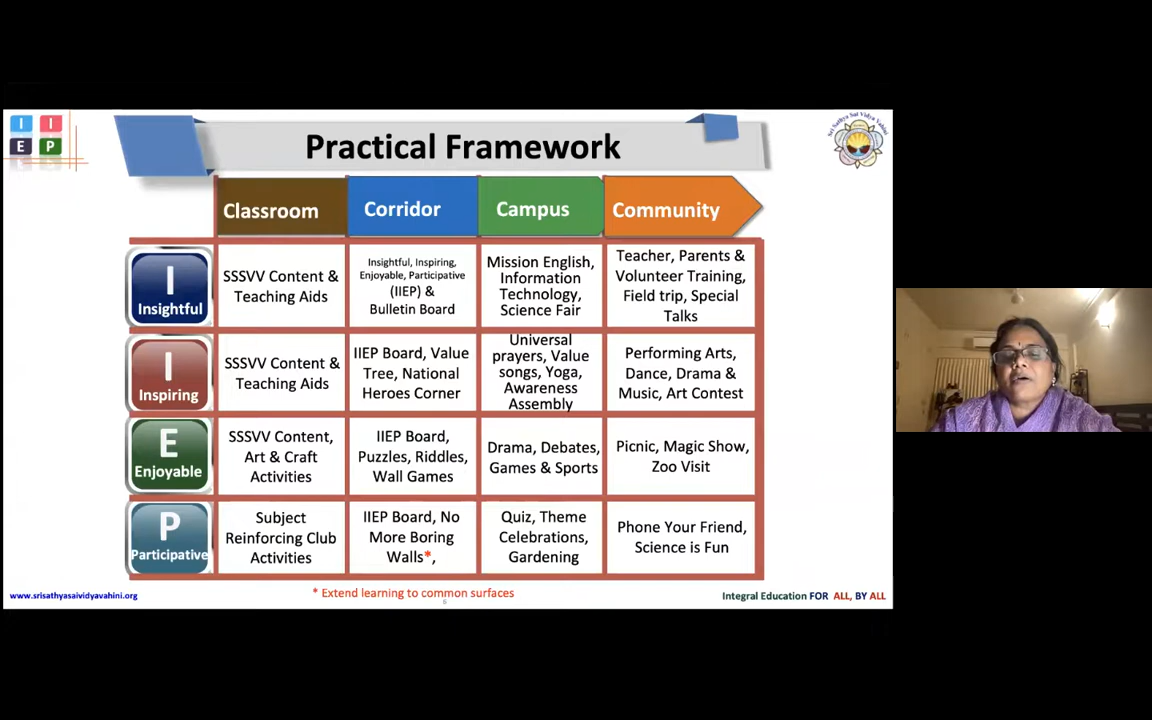 I I
E P
Practical Framework
Sri Sathya Sai Vidya Vahini
Classroom
Corridor
Campus
Community
I
Insightful
SSSVV Content &
Teaching Aids
Insightful, Inspiring,
Enjoyable, Participative
(IIEP) &
Bulletin Board
Mission English,
Information
Technology,
Science Fair
Teacher, Parents &
Volunteer Training,
Field trip, Special
Talks
I
Inspiring
SSSVV Content &
Teaching Aids
IIEP Board, Value
Tree, National
Heroes Corner
Universal
prayers, Value
songs, Yoga,
Awareness
Assembly
Performing Arts,
Dance, Drama &
Music, Art Contest
E
Enjoyable
SSSVV Content,
Art & Craft
Activities
IIEP Board,
Puzzles, Riddles,
Wall Games
Drama, Debates,
Games & Sports
Picnic, Magic Show,
Zoo Visit
P
Participative
Subject
Reinforcing Club
Activities
IIEP Board, No
More Boring
Walls*,
Quiz, Theme
Celebrations,
Gardening
Phone Your Friend,
Science is Fun
www.srisathyasaividyavahini.org
* Extend learning to common surfaces
6
Integral Education FOR ALL, BY ALL